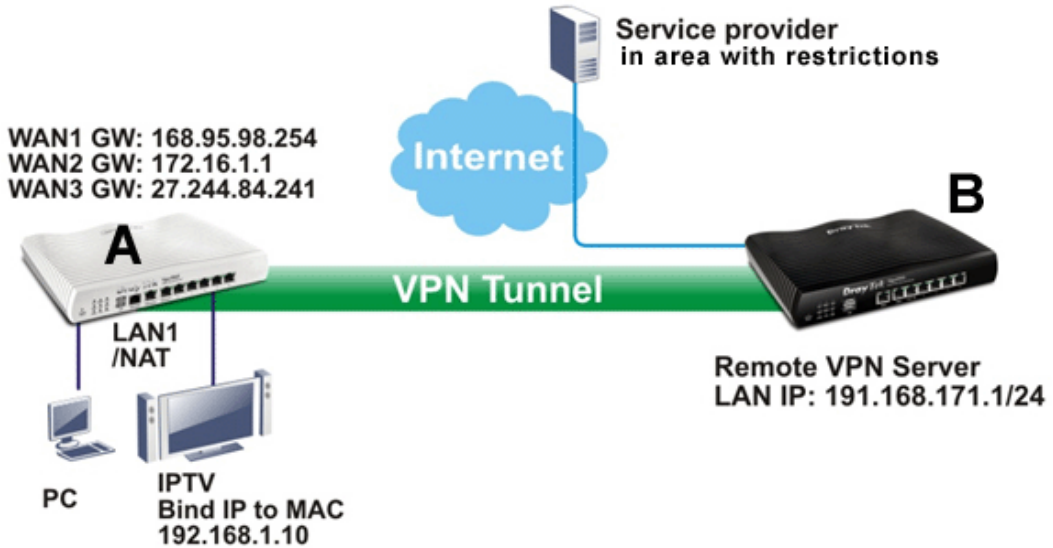 Service provider
in area with restrictions
WAN1 GW: 168.95.98.254
WAN2 GW: 172.16.1.1
WAN3 GW: 27.244.84.241
Internet
A
B
VPN Tunnel
DrayTek
LAN1
/NAT
Remote VPN Server
LAN IP: 191.168.171.1/24
PC
IPTV
Bind IP to MAC
192.168.1.10